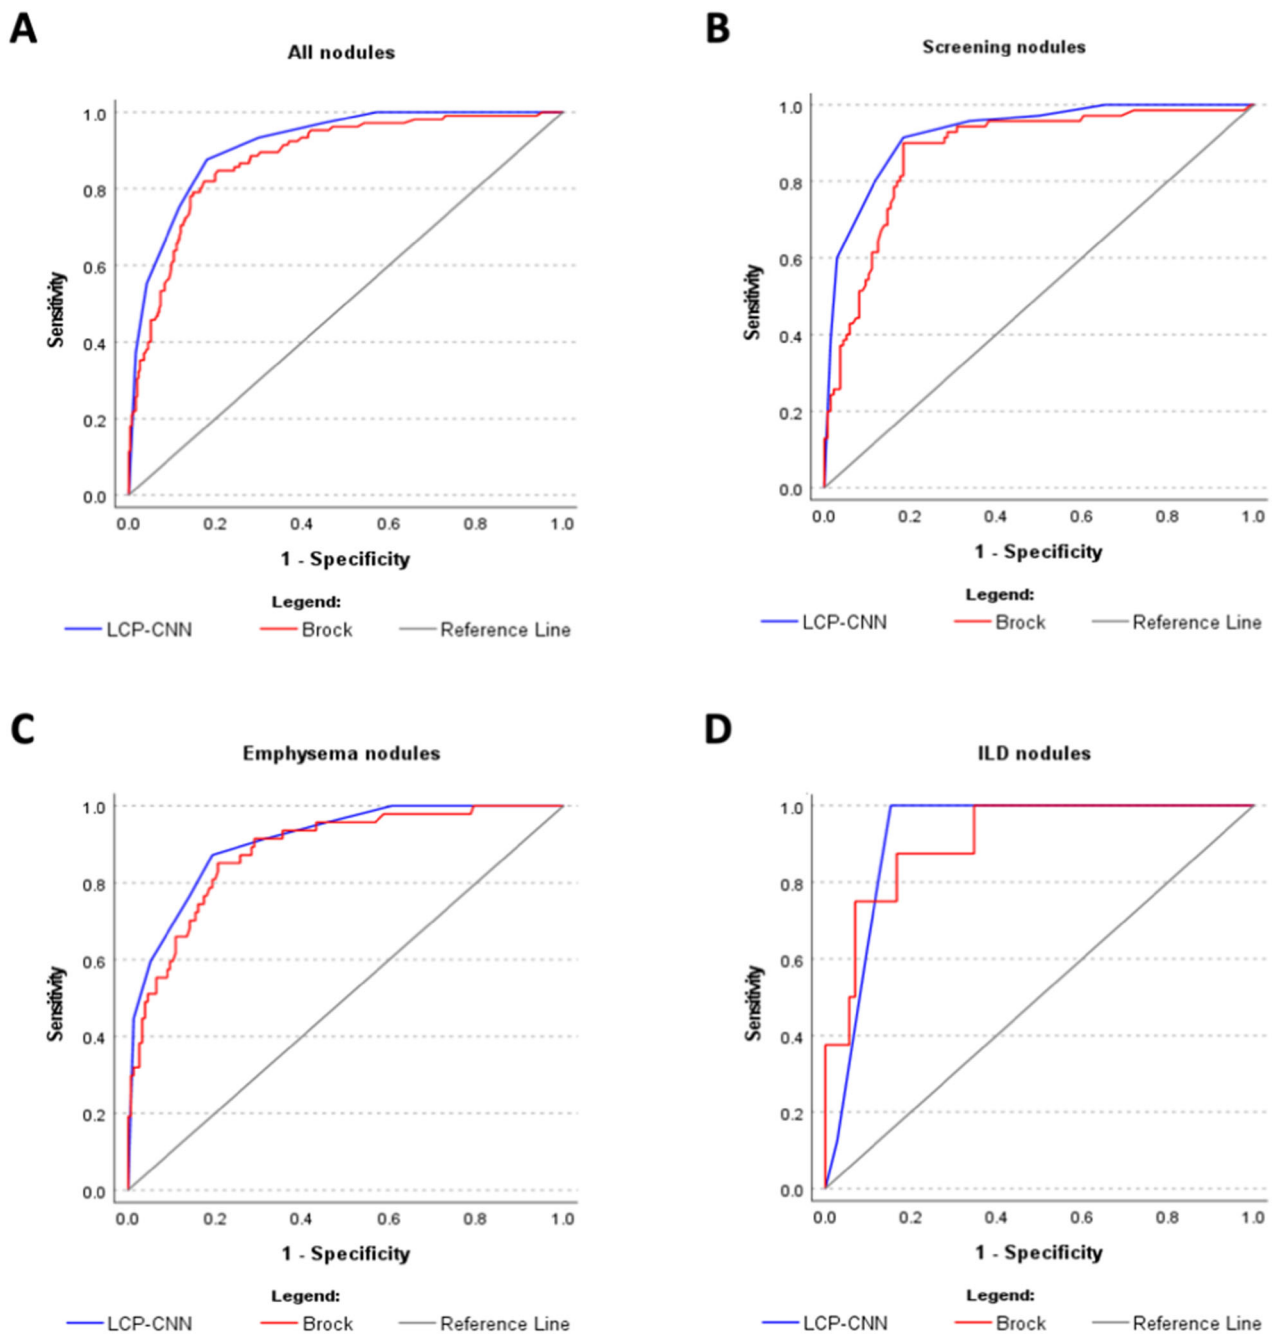 A
All nodules
1.0
0.8
0.6
0.4
0.2
0.0
Sensitivity
0.0 0.2 0.4 0.6 0.8 1.0
1 - Specificity
Legend:
LCP-CNN Brock Reference Line
B
Screening nodules
1.0
0.8
0.6
0.4
0.2
0.0
Sensitivity
0.0 0.2 0.4 0.6 0.8 1.0
1 - Specificity
Legend:
LCP-CNN Brock Reference Line
C
Emphysema nodules
1.0
0.8
0.6
0.4
0.2
0.0
Sensitivity
0.0 0.2 0.4 0.6 0.8 1.0
1 - Specificity
Legend:
LCP-CNN Brock Reference Line
D
ILD nodules
1.0
0.8
0.6
0.4
0.2
0.0
Sensitivity
0.0 0.2 0.4 0.6 0.8 1.0
1 - Specificity
Legend:
LCP-CNN Brock Reference Line